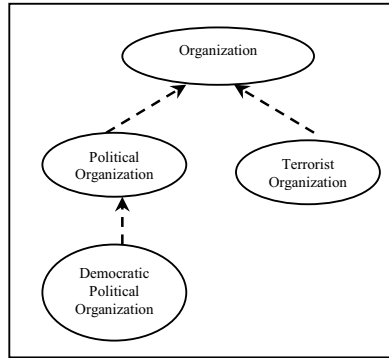 Organization
Political
Organization
Terrorist
Organization
Democratic
Political
Organization